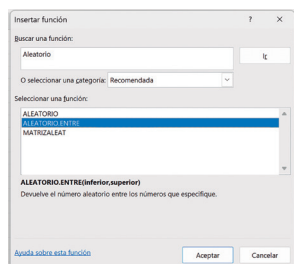 Insertar función ? ×
Buscar una función:
Aleatorio
Ir
O seleccionar una categoría: Recomendada
Seleccionar una función:
ALEATORIO
ALEATORIO.ENTRE
MATRIZALEAT
ALEATORIO.ENTRE(inferior,superior)
Devuelve el número aleatorio entre los números que especifique.
Ayuda sobre esta función
Aceptar
Cancelar